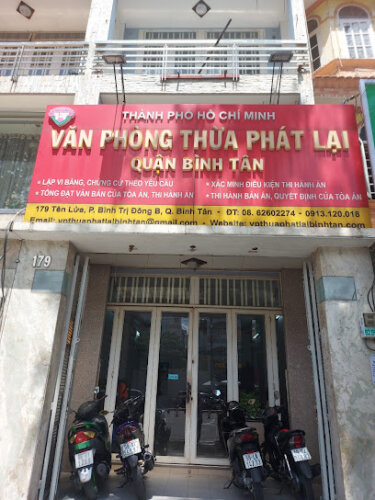 THÀNH PHỐ HỒ CHÍ MINH
VĂN PHÒNG THỪA PHÁT LẠI
QUẬN BÌNH TÂN
• LẬP VI BẰNG, CHỨNG CỨ THEO YÊU CẦU
• XÁC MINH ĐIỀU KIỆN THI HÀNH ÁN
• TỐNG ĐẠT VĂN BẢN CỦA TÒA ÁN, THI HÀNH ÁN
• THI HÀNH BẢN ÁN, QUYẾT ĐỊNH CỦA TÒA ÁN
179 Tên Lửa, P. Bình Trị Đông B, Q. Bình Tân - ĐT: 08. 62602274 - 0913.120.018
Email: vpthuaphatlaibinhtan@gmail.com - Website: vpthuaphatlaibinhtan.com
179